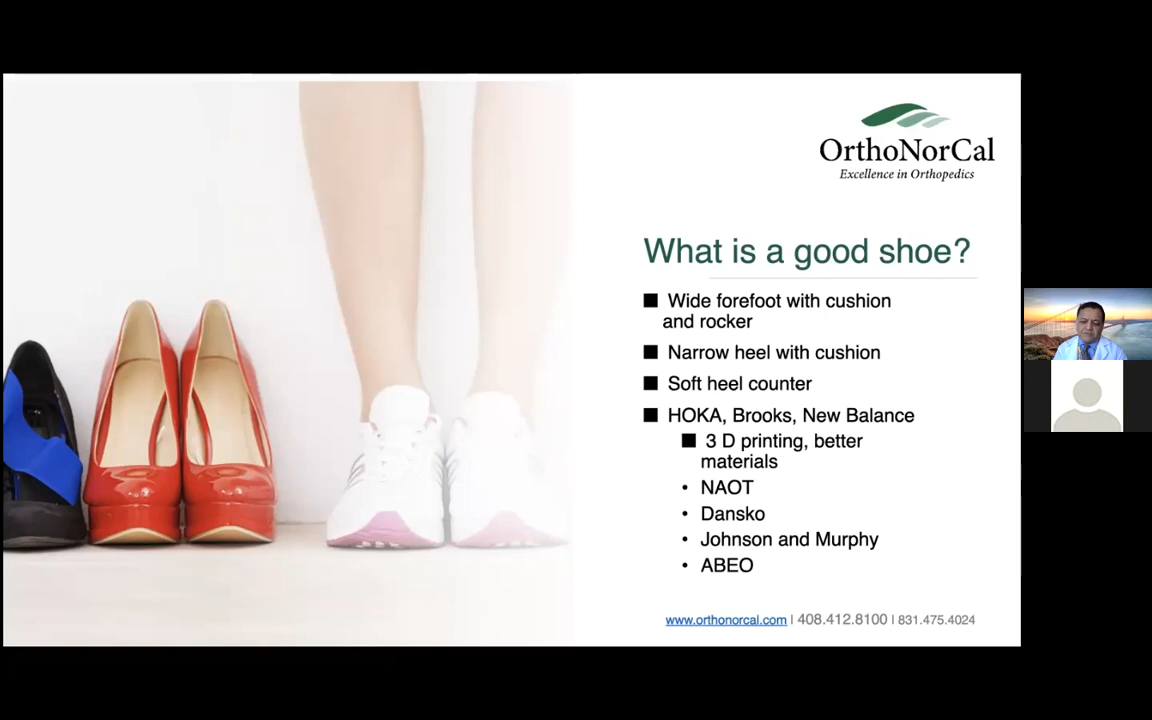 OrthoNorCal
Excellence in Orthopedics
What is a good shoe?
■ Wide forefoot with cushion
and rocker
■ Narrow heel with cushion
■ Soft heel counter
■ HOKA, Brooks, New Balance
■ 3 D printing, better
materials
• NAOT
• Dansko
• Johnson and Murphy
• ABEO
www.orthonorcal.com | 408.412.8100 | 831.475.4024